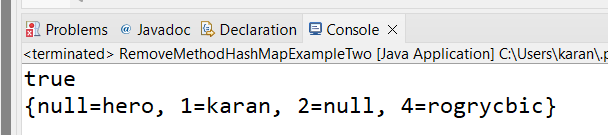 Problems Javadoc Declaration Console
<terminated> RemoveMethodHashMapExampleTwo [Java Application] C:\Users\karan\.p
true
{null=hero, 1=karan, 2=null, 4=rogrycbic}